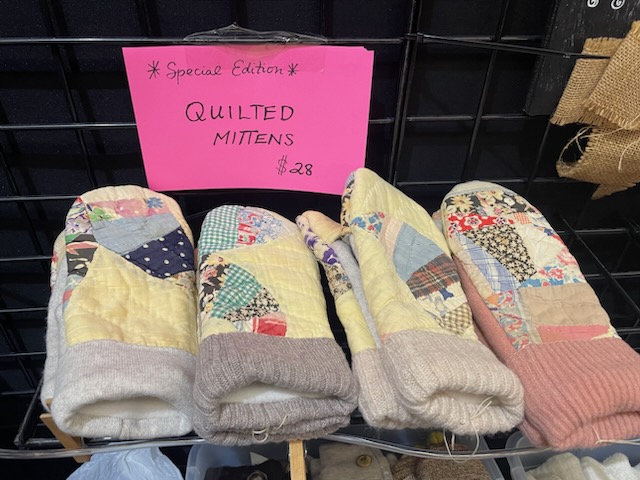 *Special Edition*
QUILTED
MITTENS
$28